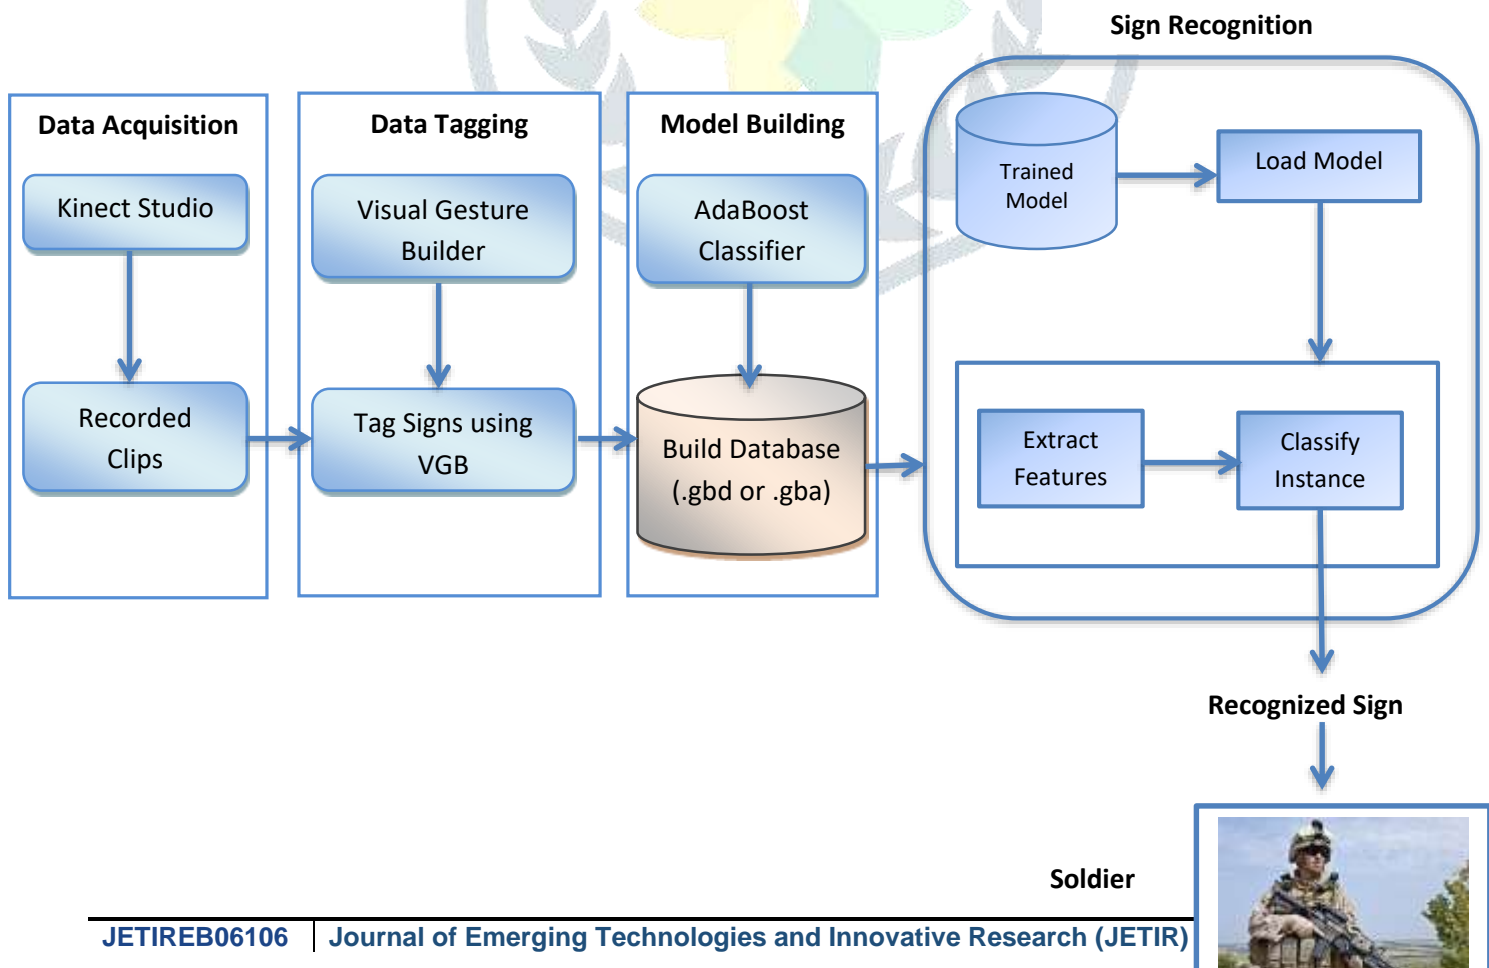 Sign Recognition
Data Acquisition
Kinect Studio
Recorded
Clips
Data Tagging
Visual Gesture
Builder
Tag Signs using
VGB
Model Building
AdaBoost
Classifier
Build Database
(.gbd or .gba)
Trained
Model
Load Model
Extract
Features
Classify
Instance
Recognized Sign
Soldier
JETIREB06106 Journal of Emerging Technologies and Innovative Research (JETIR)